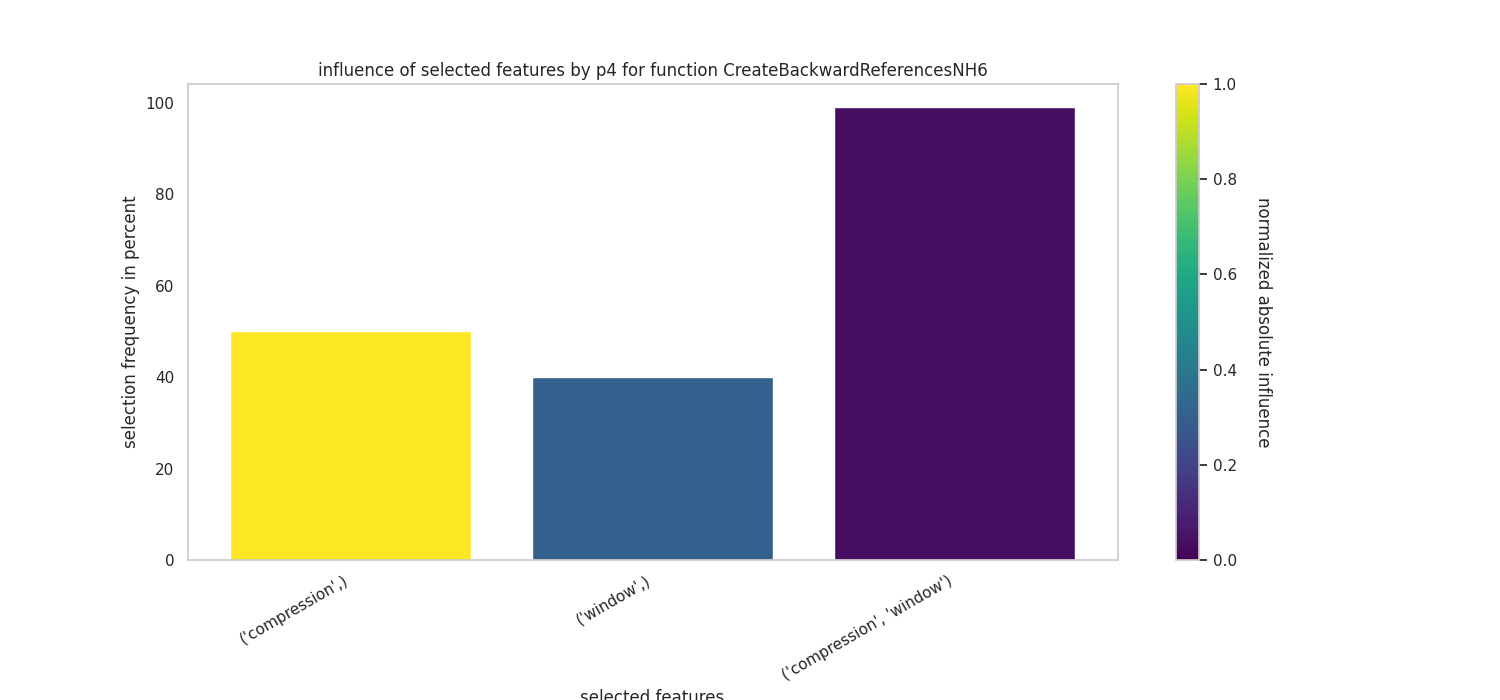 influence of selected features by p4 for function CreateBackwardReferencesNH6
100
80
60
40
20
0
selection frequency in percent
('compression',)
('window',)
('compression', 'window')
selected features
1.0
0.8
0.6
0.4
0.2
0.0
normalized absolute influence